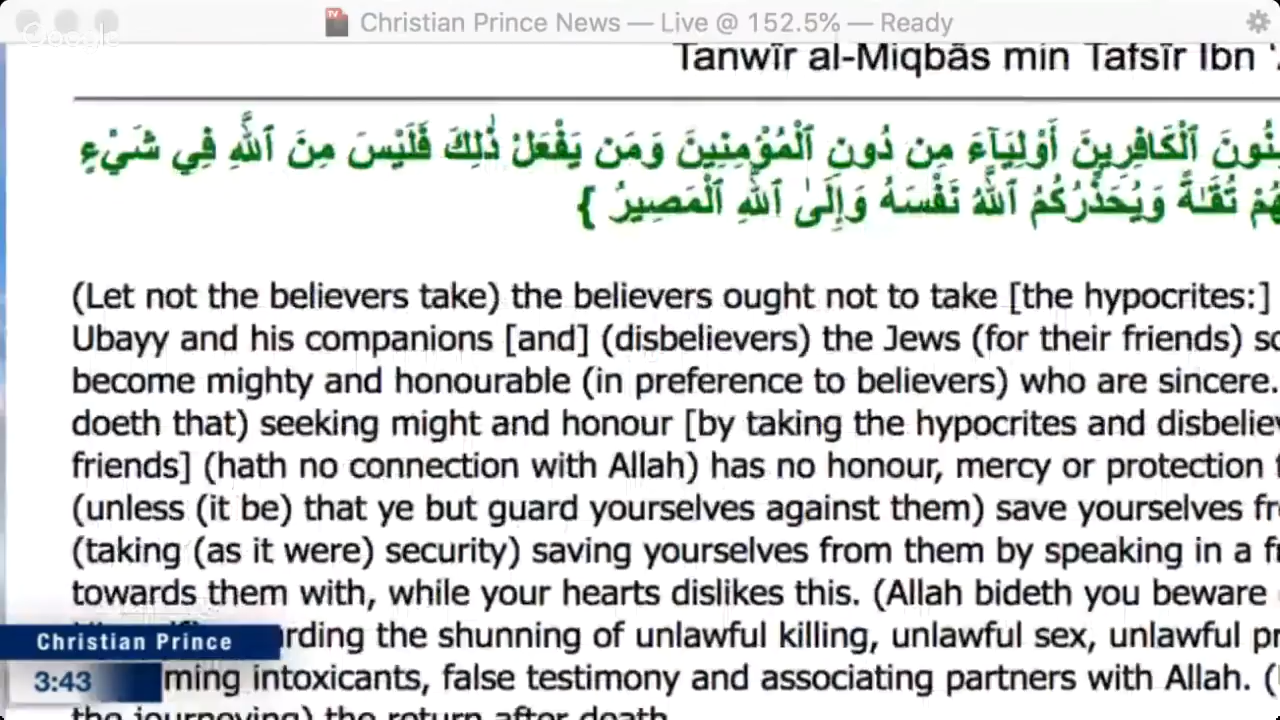 Christian Prince News — Live @ 152.5% — Ready
Google
Tanwīr al-Miqbās min Tafsīr Ibn ‘
ٱلْكَافِرِينَ أَوْلِيَآءَ مِن دُونِ ٱلْمُؤْمِنِينَ وَمَن يَفْعَلْ ذٰلِكَ فَلَيْسَ مِنَ ٱللَّهِ فِي شَيْءٍ
تُقَـٰةً وَيُحَذِّرُكُمُ ٱللَّهُ نَفْسَهُ وَإِلَىٰ ٱللَّهِ ٱلْمَصِيرُ }
(Let not the believers take) the believers ought not to take [the hypocrites:]
Ubayy and his companions [and] (disbelievers) the Jews (for their friends)
become mighty and honourable (in preference to believers) who are sincere.
doeth that) seeking might and honour [by taking the hypocrites and
friends] (hath no connection with Allah) has no honour, mercy or protection
(unless (it be) that ye but guard yourselves against them) save yourselves
(taking (as it were) security) saving yourselves from them by speaking in a
towards them with, while your hearts dislikes this. (Allah bideth you beware
the shunning of unlawful killing, unlawful sex, unlawful
intoxicants, false testimony and associating partners with Allah. (
the journeying) the return after death
Christian Prince
3:43